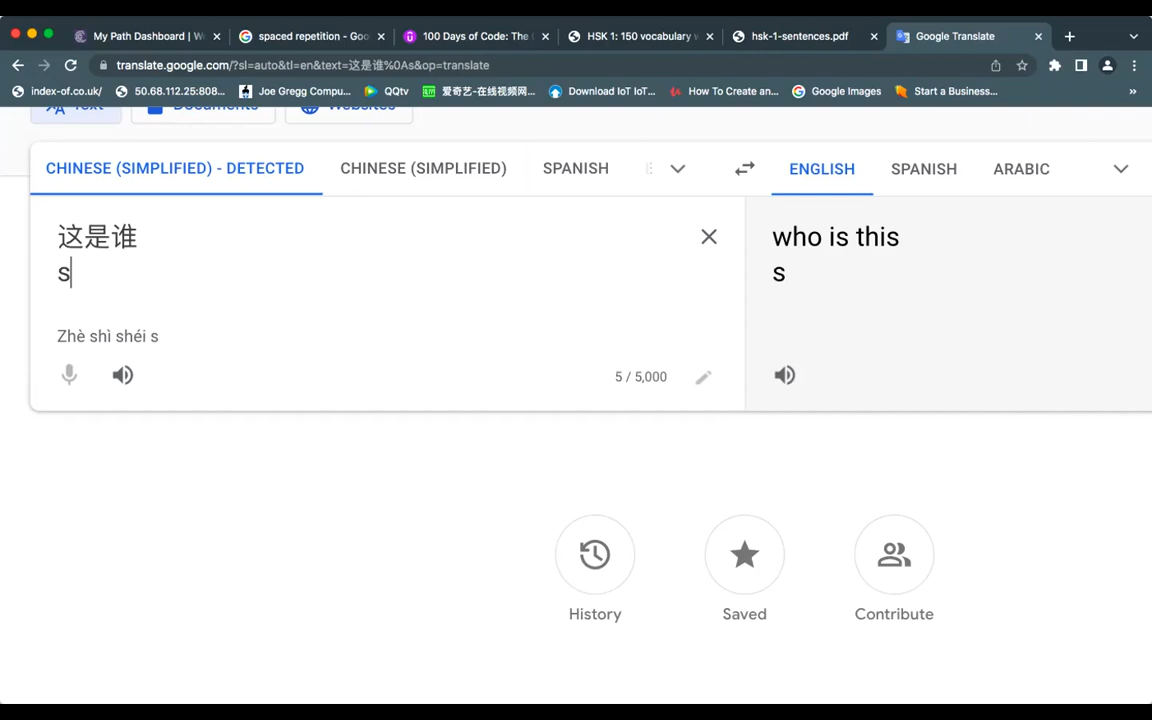 My Path Dashboard | W
spaced repetition - Goo
100 Days of Code: The
HSK 1: 150 vocabulary
hsk-1-sentences.pdf
Google Translate
translate.google.com/?sl=auto&tl=en&text=这是谁%0As&op=translate
index-of.co.uk/
50.68.112.25:808...
Joe Gregg Compu...
QQtv
爱奇艺-在线视频网...
Download IoT IoT...
How To Create an...
Google Images
Start a Business...
»
Text
Documents
Websites
CHINESE (SIMPLIFIED) - DETECTED
CHINESE (SIMPLIFIED)
SPANISH
ENGLISH
SPANISH
ARABIC
这是谁
s
Zhè shì shéi s
5 / 5,000
who is this
s
History
Saved
Contribute